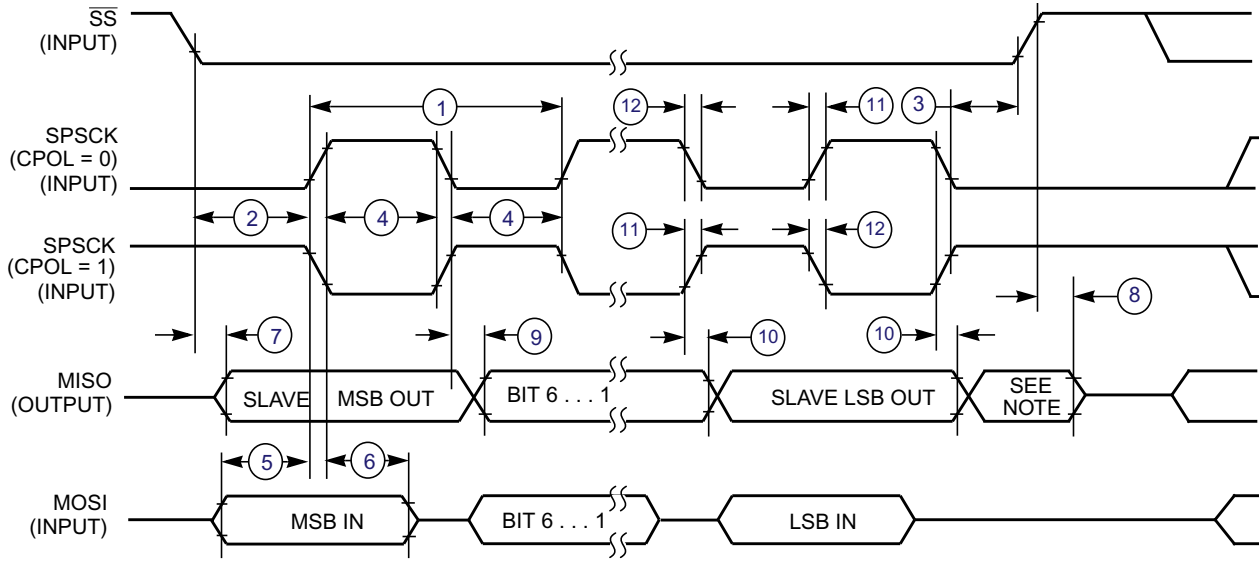 SS
(INPUT)
1
12
11
3
SPSCK
(CPOL = 0)
(INPUT)
2
4
4
11
12
SPSCK
(CPOL = 1)
(INPUT)
7
9
10
10
8
MISO
(OUTPUT)
SLAVE MSB OUT
BIT 6 . . . 1
SLAVE LSB OUT
SEE
NOTE
5
6
MOSI
(INPUT)
MSB IN
BIT 6 . . . 1
LSB IN